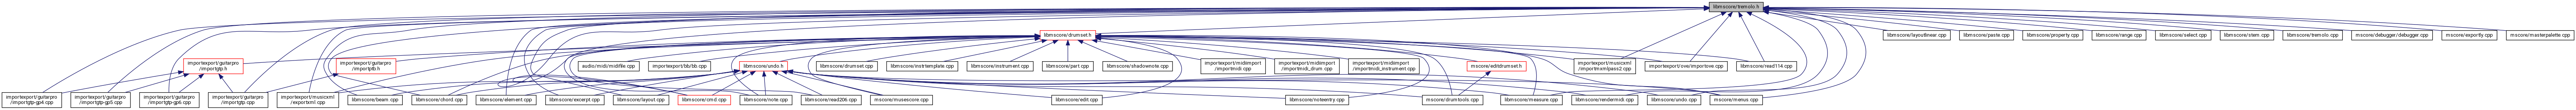 libmscore/tremolo.h
libmscore/drumset.h
libmscore/layoutlinear.cpp
libmscore/paste.cpp
libmscore/property.cpp
libmscore/range.cpp
libmscore/select.cpp
libmscore/stem.cpp
libmscore/tremolo.cpp
mscore/debugger/debugger.cpp
mscore/exportly.cpp
mscore/masterpalette.cpp
importexport/guitarpro
/importgtp.h
importexport/guitarpro
/importptb.h
audio/midi/midifile.cpp
importexport/bb/bb.cpp
libmscore/undo.h
libmscore/drumset.cpp
libmscore/instrtemplate.cpp
libmscore/instrument.cpp
libmscore/part.cpp
libmscore/shadownote.cpp
importexport/midiimport
/importmidi.cpp
importexport/midiimport
/importmidi_drum.cpp
importexport/midiimport
/importmidi_instrument.cpp
mscore/editdrumset.h
importexport/musicxml
/importmxmlpass2.cpp
importexport/ove/importove.cpp
libmscore/read114.cpp
importexport/guitarpro
/importgtp-gp4.cpp
importexport/guitarpro
/importgtp-gp5.cpp
importexport/guitarpro
/importgtp-gp6.cpp
importexport/guitarpro
/importgtp.cpp
importexport/musicxml
/exportxml.cpp
libmscore/beam.cpp
libmscore/chord.cpp
libmscore/element.cpp
libmscore/excerpt.cpp
libmscore/layout.cpp
libmscore/cmd.cpp
libmscore/note.cpp
libmscore/read206.cpp
mscore/musescore.cpp
libmscore/edit.cpp
libmscore/noteentry.cpp
mscore/drumtools.cpp
libmscore/measure.cpp
libmscore/rendermidi.cpp
libmscore/undo.cpp
mscore/menus.cpp